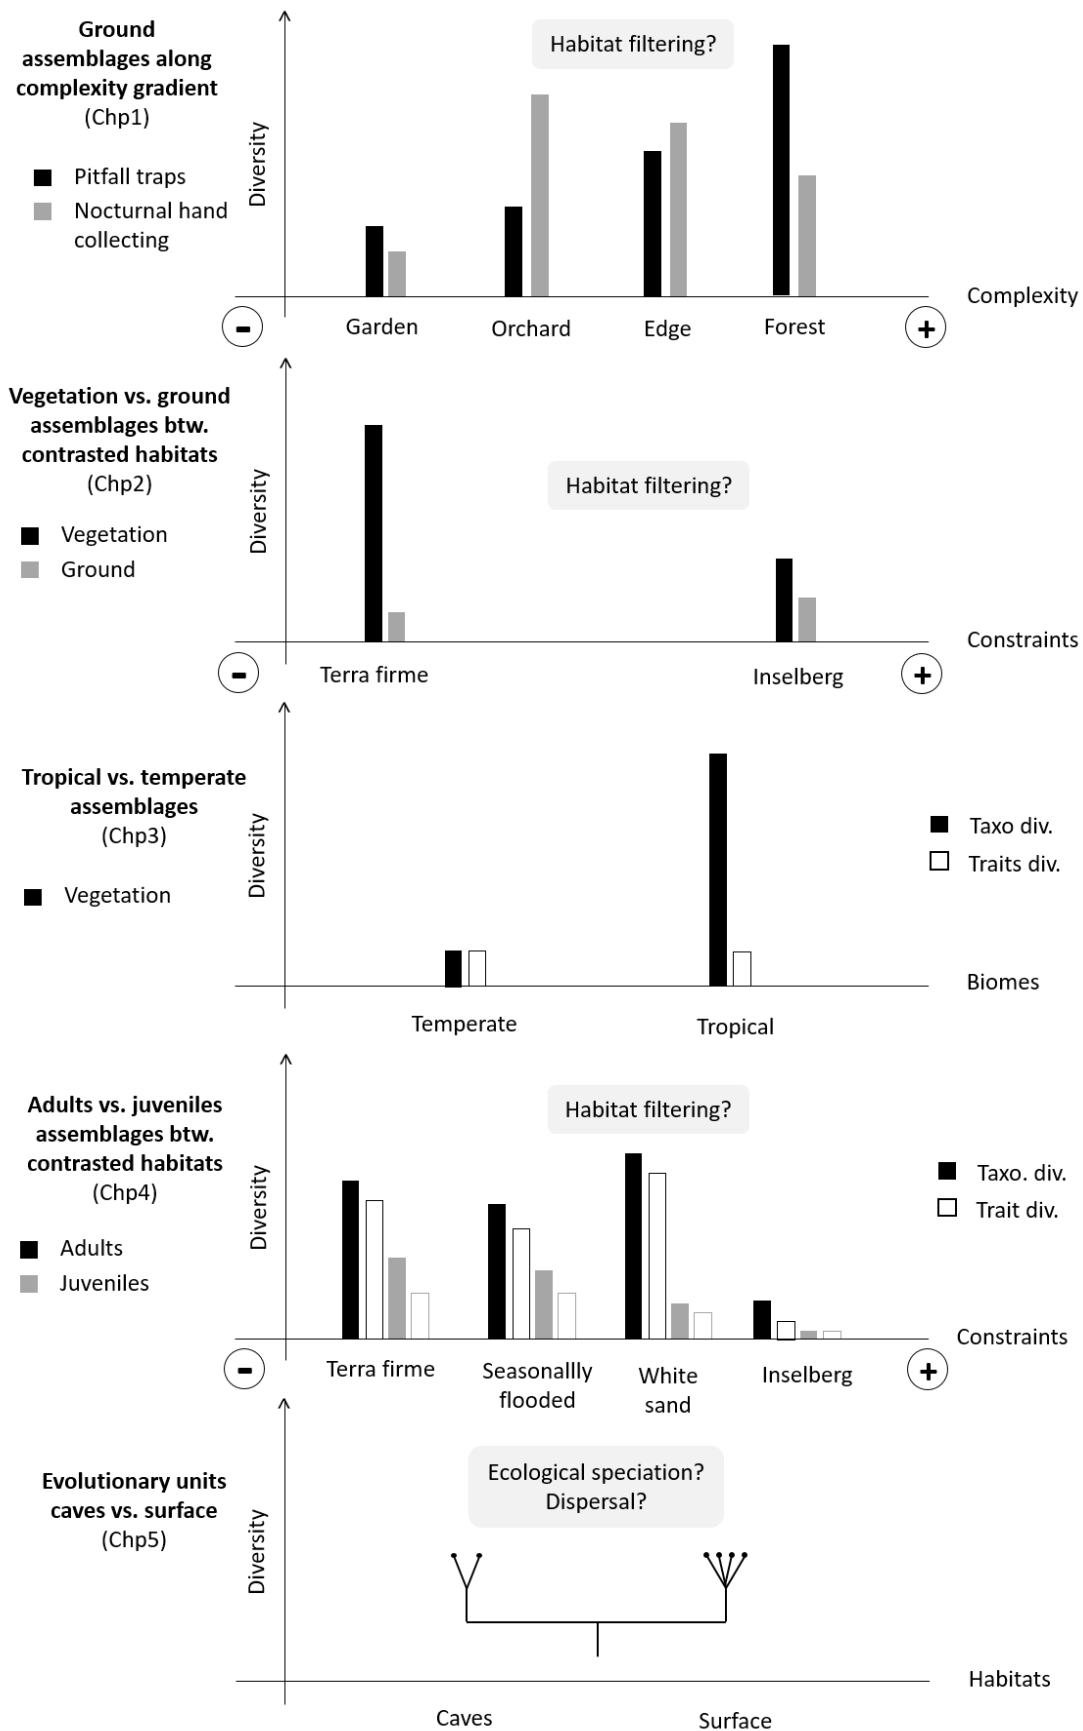 Ground
assemblages along
complexity gradient
(Chp1)
Pitfall traps
Nocturnal hand
collecting
Diversity
Habitat filtering?
Complexity
-
Garden
Orchard
Edge
Forest
+
Vegetation vs. ground
assemblages btw.
contrasted habitats
(Chp2)
Vegetation
Ground
Diversity
Habitat filtering?
Constraints
-
Terra firme
Inselberg
+
Tropical vs. temperate
assemblages
(Chp3)
Vegetation
Diversity
Taxo div.
Traits div.
Biomes
Temperate
Tropical
Adults vs. juveniles
assemblages btw.
contrasted habitats
(Chp4)
Adults
Juveniles
Diversity
Habitat filtering?
Taxo. div.
Trait div.
Constraints
-
Terra firme
Seasonallly
flooded
White
sand
Inselberg
+
Evolutionary units
caves vs. surface
(Chp5)
Diversity
Ecological speciation?
Dispersal?
Habitats
Caves
Surface